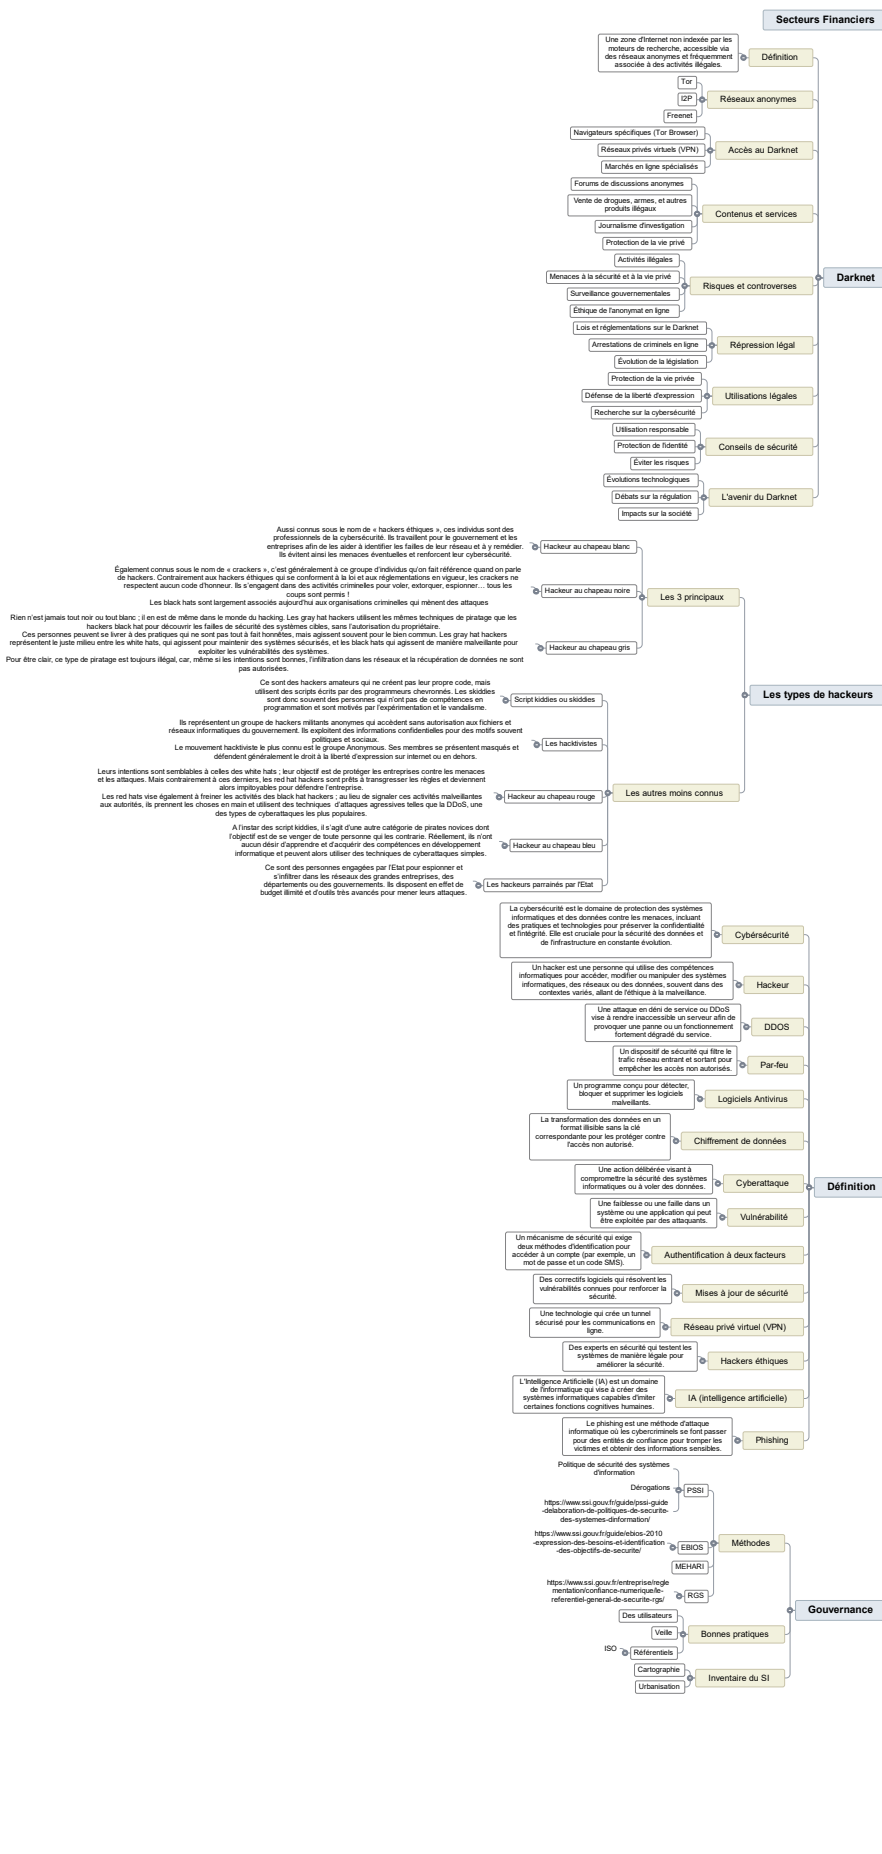 Secteurs Financiers
Une zone d'Internet non indexée par les
moteurs de recherche, accessible via
des réseaux anonymes et fréquemment
associée à des activités illégales.
Définition
Tor
I2P
Freenet
Réseaux anonymes
Navigateurs spécifiques (Tor Browser)
Réseaux privés virtuels (VPN)
Marchés en ligne spécialisés
Accès au Darknet
Forums de discussions anonymes
Vente de drogues, armes, et autres
produits illégaux
Journalisme d'investigation
Protection de la vie privé
Contenus et services
Activités illégales
Menaces à la sécurité et à la vie privé
Surveillance gouvernementales
Éthique de l'anonymat en ligne
Risques et controverses
Darknet
Lois et réglementations sur le Darknet
Arrestations de criminels en ligne
Évolution de la législation
Répression légal
Protection de la vie privée
Défense de la liberté d'expression
Recherche sur la cybersécurité
Utilisations légales
Utilisation responsable
Protection de l'identité
Éviter les risques
Conseils de sécurité
Évolutions technologiques
Débats sur la régulation
Impacts sur la société
L'avenir du Darknet
Aussi connus sous le nom de « hackers éthiques », ces individus sont des
professionnels de la cybersécurité. Ils travaillent pour le gouvernement et les
entreprises afin de les aider à identifier les failles de leur réseau et à y remédier.
Ils évitent ainsi les menaces éventuelles et renforcent leur cybersécurité.
Hackeur au chapeau blanc
Également connus sous le nom de « crackers », c'est généralement à ce groupe d'individus qu'on fait référence quand on parle
de hackers. Contrairement aux hackers éthiques qui se conforment à la loi et aux réglementations en vigueur, les crackers ne
respectent aucun code d'honneur. Ils s'engagent dans des activités criminelles pour voler, extorquer, espionner… tous les
coups sont permis !
Les black hats sont largement associés aujourd'hui aux organisations criminelles qui mènent des attaques
Hackeur au chapeau noire
Les 3 principaux
Rien n'est jamais tout noir ou tout blanc ; il en est de même dans le monde du hacking. Les gray hat hackers utilisent les mêmes techniques de piratage que les
hackers black hat pour découvrir les failles de sécurité des systèmes cibles, sans l'autorisation du propriétaire.
Ces personnes peuvent se livrer à des pratiques qui ne sont pas tout à fait honnêtes, mais agissent souvent pour le bien commun. Les gray hat hackers
représentent le juste milieu entre les white hats, qui agissent pour maintenir des systèmes sécurisés, et les black hats qui agissent de manière malveillante pour
exploiter les vulnérabilités des systèmes.
Pour être clair, ce type de piratage est toujours illégal, car, même si les intentions sont bonnes, l'infiltration dans les réseaux et la récupération de données ne sont
pas autorisées.
Hackeur au chapeau gris
Les types de hackeurs
Ce sont des hackers amateurs qui ne créent pas leur propre code, mais
utilisent des scripts écrits par des programmeurs chevronnés. Les skiddies
sont donc souvent des personnes qui n'ont pas de compétences en
programmation et sont motivés par l'expérimentation et le vandalisme.
Script kiddies ou skiddies
Ils représentent un groupe de hackers militants anonymes qui accèdent sans autorisation aux fichiers et
réseaux informatiques du gouvernement. Ils exploitent des informations confidentielles pour des motifs souvent
politiques et sociaux.
Le mouvement hacktiviste le plus connu est le groupe Anonymous. Ses membres se présentent masqués et
défendent généralement le droit à la liberté d'expression sur internet ou en dehors.
Les hacktivistes
Leurs intentions sont semblables à celles des white hats ; leur objectif est de protéger les entreprises contre les menaces
et les attaques. Mais contrairement à ces derniers, les red hat hackers sont prêts à transgresser les règles et deviennent
alors impitoyables pour défendre l'entreprise.
Les red hats vise également à freiner les activités des black hat hackers ; au lieu de signaler ces activités malveillantes
aux autorités, ils prennent les choses en main et utilisent des techniques d'attaques agressives telles que la DDoS, une
des types de cyberattaques les plus populaires.
Hackeur au chapeau rouge
Les autres moins connus
A l'instar des script kiddies, il s'agit d'une autre catégorie de pirates novices dont
l'objectif est de se venger de toute personne qui les contrarie. Réellement, ils n'ont
aucun désir d'apprendre et d'acquérir des compétences en développement
informatique et peuvent alors utiliser des techniques de cyberattaques simples.
Hackeur au chapeau bleu
Ce sont des personnes engagées par l'Etat pour espionner et
s'infiltrer dans les réseaux des grandes entreprises, des
départements ou des gouvernements. Ils disposent en effet de
budget illimité et d'outils très avancés pour mener leurs attaques.
Les hackeurs parrainés par l'Etat
La cybersécurité est le domaine de protection des systèmes
informatiques et des données contre les menaces, incluant
des pratiques et technologies pour préserver la confidentialité
et l'intégrité. Elle est cruciale pour la sécurité des données et
de l'infrastructure en constante évolution.
Cybérsécurité
Un hacker est une personne qui utilise des compétences
informatiques pour accéder, modifier ou manipuler des systèmes
informatiques, des réseaux ou des données, souvent dans des
contextes variés, allant de l'éthique à la malveillance.
Hackeur
Une attaque en déni de service ou DDoS
vise à rendre inaccessible un serveur afin de
provoquer une panne ou un fonctionnement
fortement dégradé du service.
DDOS
Un dispositif de sécurité qui filtre le
trafic réseau entrant et sortant pour
empêcher les accès non autorisés.
Par-feu
Un programme conçu pour détecter,
bloquer et supprimer les logiciels
malveillants.
Logiciels Antivirus
La transformation des données en un
format illisible sans la clé
correspondante pour les protéger contre
l'accès non autorisé.
Chiffrement de données
Une action délibérée visant à
compromettre la sécurité des systèmes
informatiques ou à voler des données.
Cyberattaque
Définition
Une faiblesse ou une faille dans un
système ou une application qui peut
être exploitée par des attaquants.
Vulnérabilité
Un mécanisme de sécurité qui exige
deux méthodes d'identification pour
accéder à un compte (par exemple, un
mot de passe et un code SMS).
Authentification à deux facteurs
Des correctifs logiciels qui résolvent les
vulnérabilités connues pour renforcer la
sécurité.
Mises à jour de sécurité
Une technologie qui crée un tunnel
sécurisé pour les communications en
ligne.
Réseau privé virtuel (VPN)
Des experts en sécurité qui testent les
systèmes de manière légale pour
améliorer la sécurité.
Hackers éthiques
L'Intelligence Artificielle (IA) est un domaine
de l'informatique qui vise à créer des
systèmes informatiques capables d'imiter
certaines fonctions cognitives humaines.
IA (intelligence artificielle)
Le phishing est une méthode d'attaque
informatique où les cybercriminels se font passer
pour des entités de confiance pour tromper les
victimes et obtenir des informations sensibles.
Phishing
Politique de sécurité des systèmes
d'information
Dérogations
https://www.ssi.gouv.fr/guide/pssi-guide
-delaboration-de-politiques-de-securite-
des-systemes-dinformation/
PSSI
https://www.ssi.gouv.fr/guide/ebios-2010
-expression-des-besoins-et-identification
-des-objectifs-de-securite/
EBIOS
MEHARI
https://www.ssi.gouv.fr/entreprise/regle
mentation/confiance-numerique/le-
referentiel-general-de-securite-rgs/
RGS
Méthodes
Gouvernance
Des utilisateurs
Veille
ISO
Référentiels
Bonnes pratiques
Cartographie
Urbanisation
Inventaire du SI